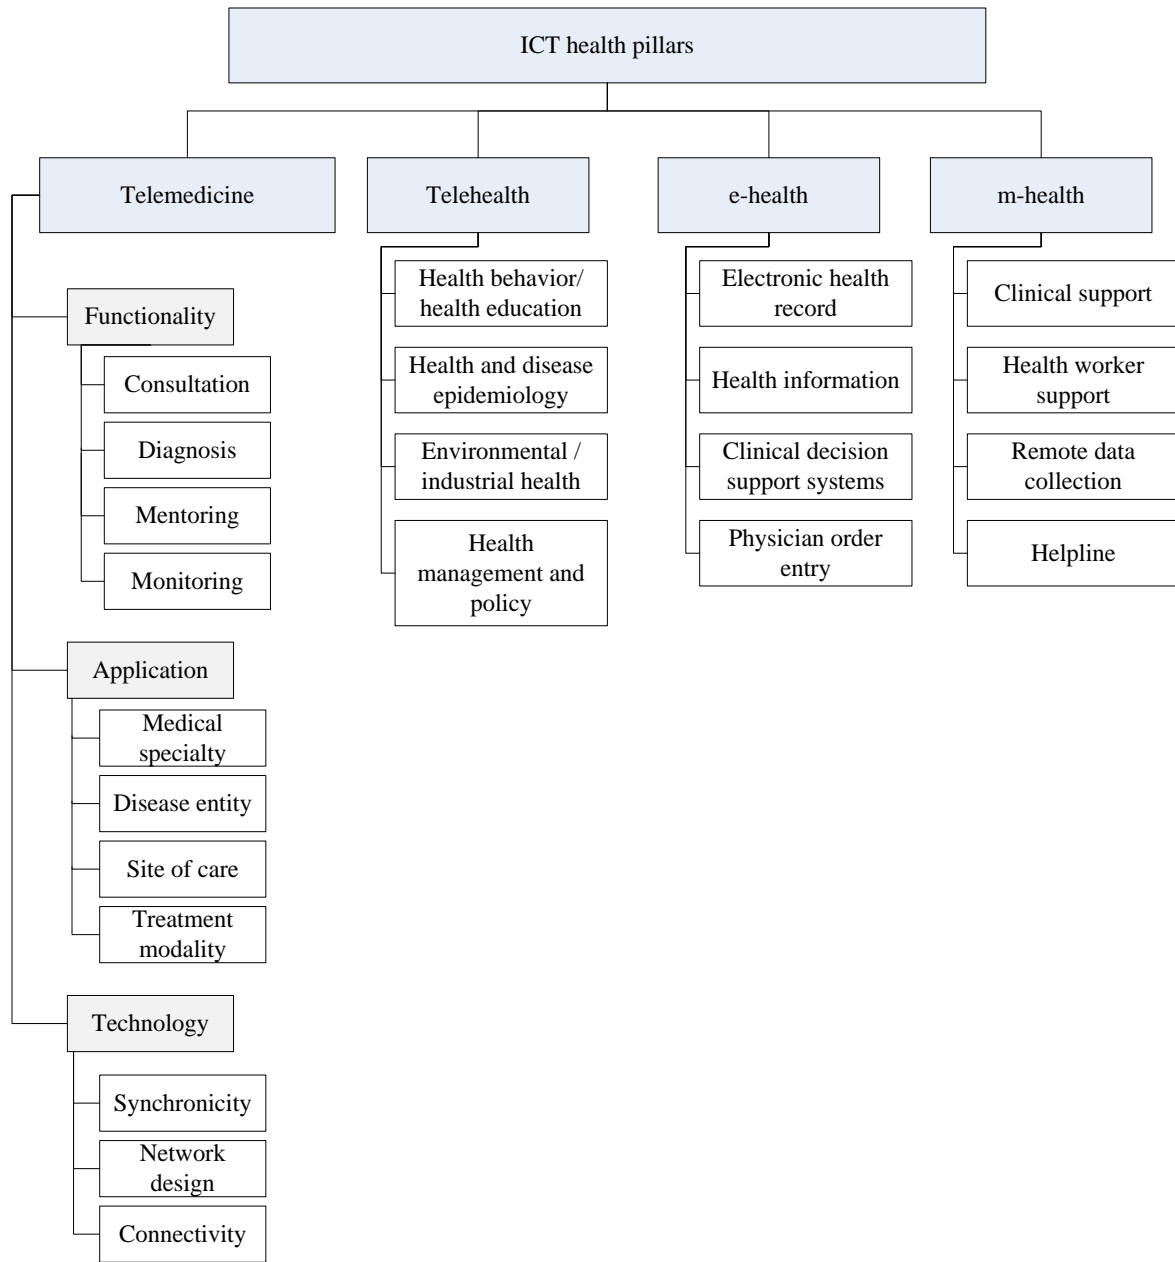 ICT health pillars
Telemedicine
Telehealth
e-health
m-health
Functionality
Consultation
Diagnosis
Mentoring
Monitoring
Application
Medical
specialty
Disease entity
Site of care
Treatment
modality
Technology
Synchronicity
Network
design
Connectivity
Health behavior/
health education
Health and disease
epidemiology
Environmental /
industrial health
Health
management and
policy
Electronic health
record
Health information
Clinical decision
support systems
Physician order
entry
Clinical support
Health worker
support
Remote data
collection
Helpline